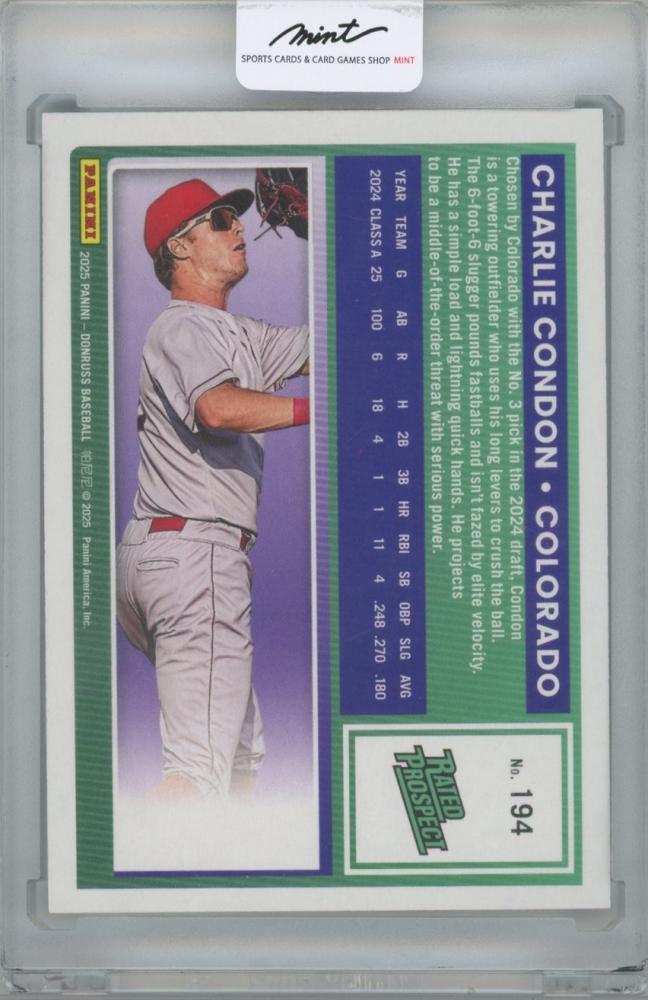 mint
SPORTS CARDS & CARD GAMES SHOP MINT
CHARLIE CONDON • COLORADO
Chosen by Colorado with the No. 3 pick in the 2024 draft, Condon
is a towering outfielder who uses his long levers to crush the ball.
The 6-foot-6 slugger pounds fastballs and isn't fazed by elite velocity.
He has a simple load and lightning quick hands. He projects
to be a middle-of-the-order threat with serious power.
YEAR TEAM G AB R H 2B 3B HR RBI SB OBP SLG AVG
2024 CLASS A 25 100 6 18 4 1 1 11 4 .248 .270 .180
No. 194
RATED
PROSPECT
PANINI
2025 PANINI – DONRUSS BASEBALL © 2025 Panini America, Inc.